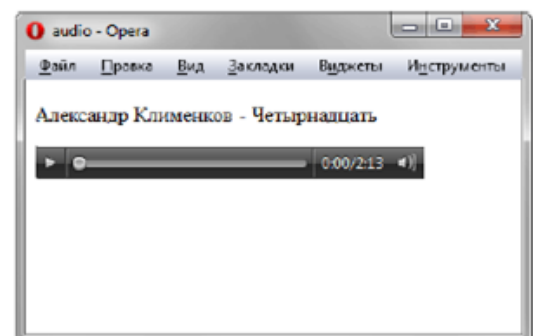 audio - Opera
Файл Правка Вид Закладки Виджеты Инструменты
Александр Клименков - Четырнадцать
0:00/2:13